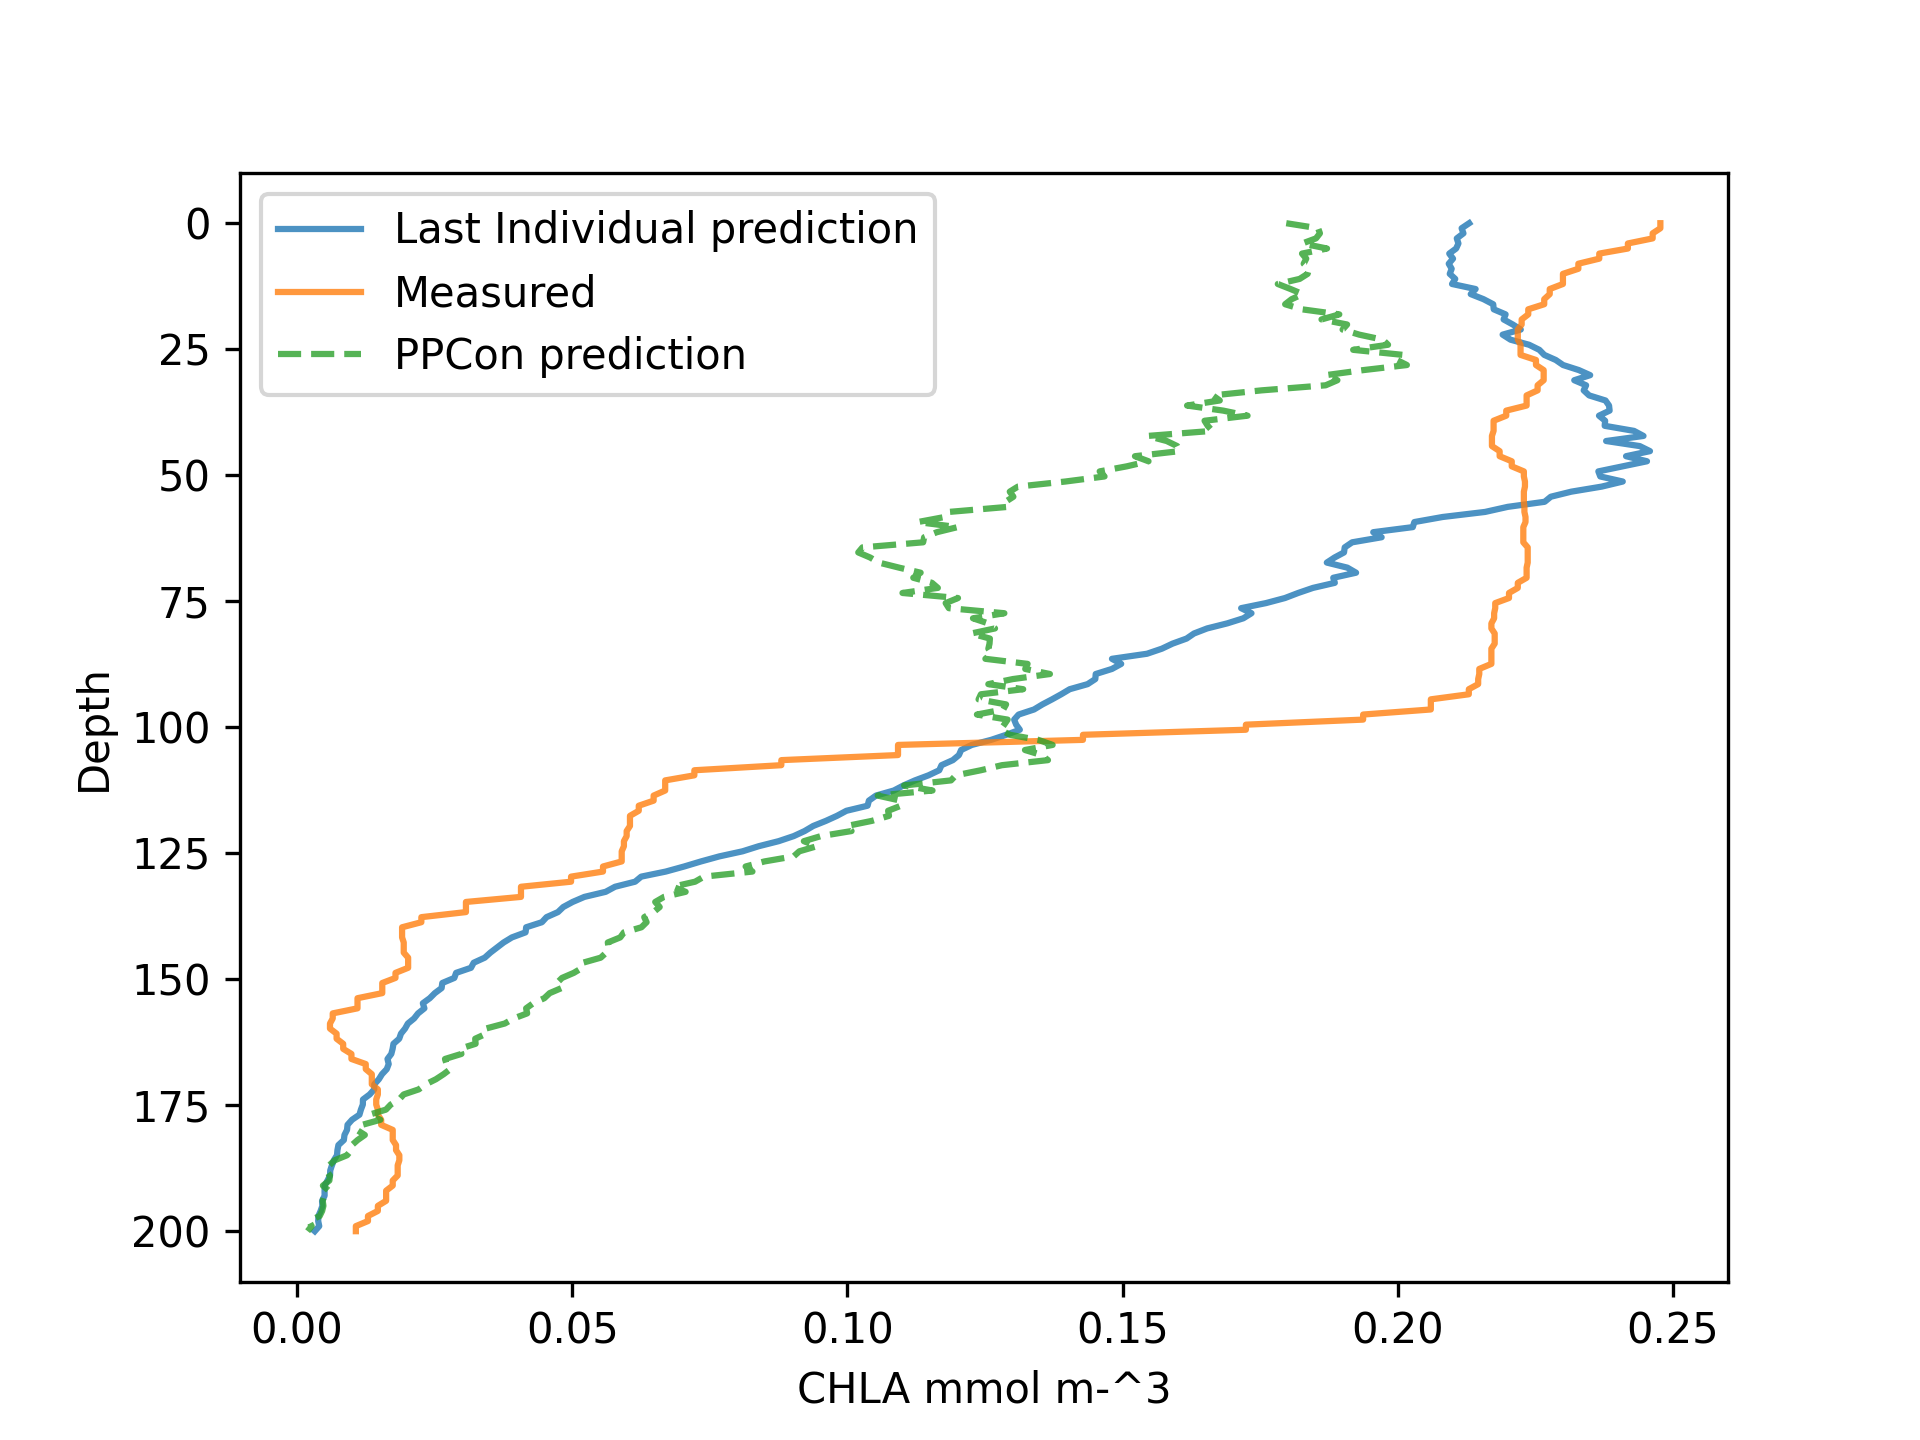 Last Individual prediction
Measured
PPCon prediction
0
25
50
75
100
125
150
175
200
Depth
0.00 0.05 0.10 0.15 0.20 0.25
CHLA mmol m-^3